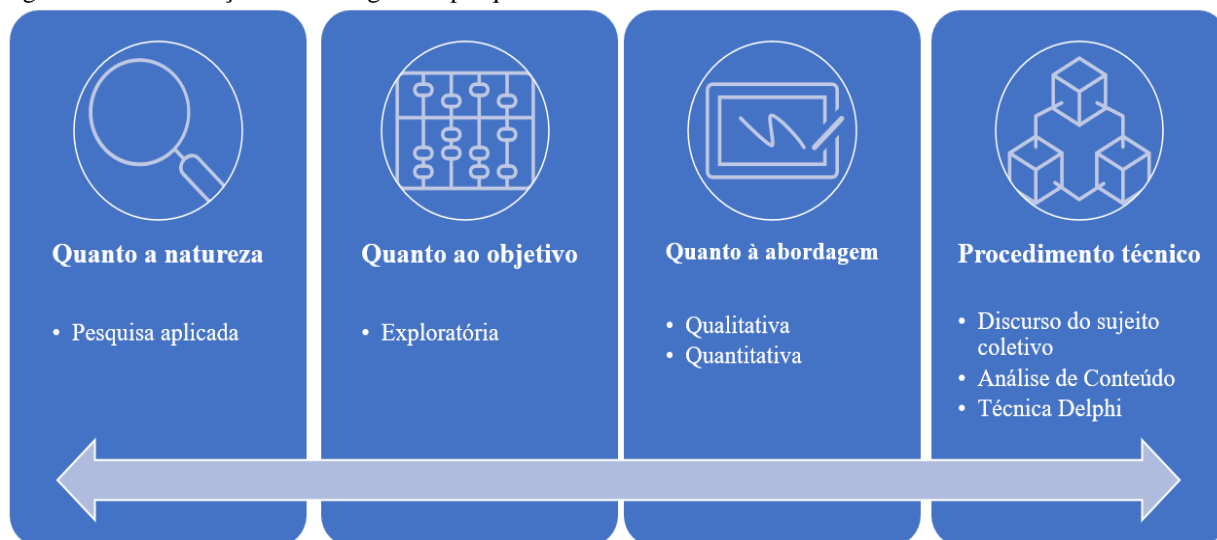 Quanto a natureza
• Pesquisa aplicada
Quanto ao objetivo
• Exploratória
Quanto à abordagem
• Qualitativa
• Quantitativa
Procedimento técnico
• Discurso do sujeito
coletivo
• Análise de Conteúdo
• Técnica Delphi